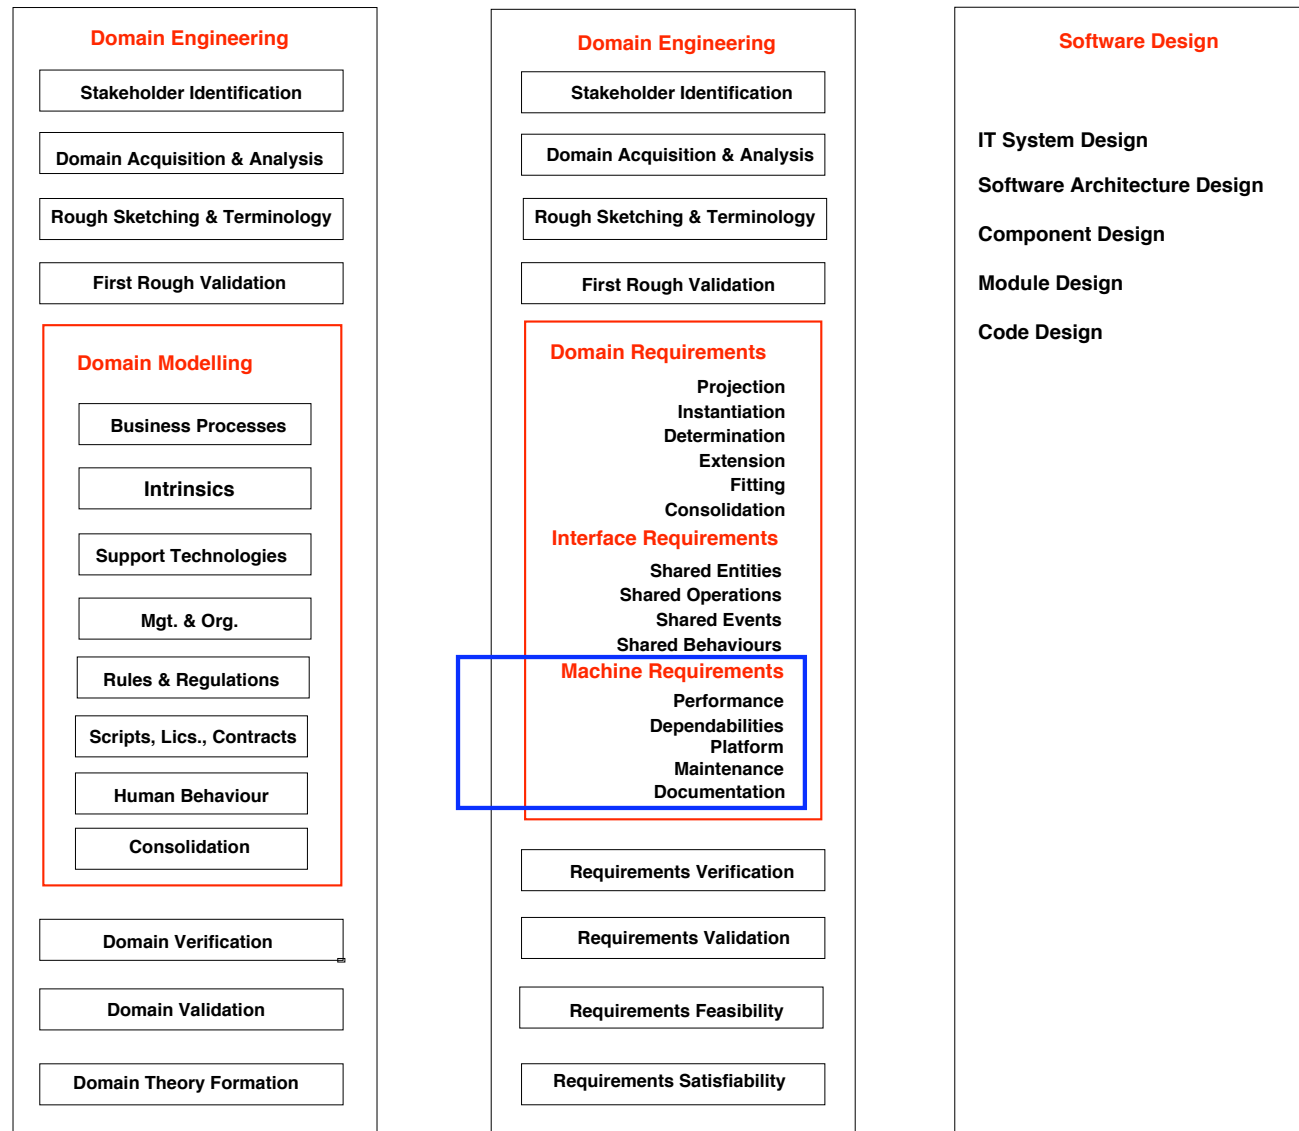 Domain Engineering
Stakeholder Identification
Domain Acquisition & Analysis
Rough Sketching & Terminology
First Rough Validation
Domain Modelling
Business Processes
Intrinsics
Support Technologies
Mgt. & Org.
Rules & Regulations
Scripts, Lics., Contracts
Human Behaviour
Consolidation
Domain Verification
Domain Validation
Domain Theory Formation
Domain Engineering
Stakeholder Identification
Domain Acquisition & Analysis
Rough Sketching & Terminology
First Rough Validation
Domain Requirements
Projection
Instantiation
Determination
Extension
Fitting
Consolidation
Interface Requirements
Shared Entities
Shared Operations
Shared Events
Shared Behaviours
Machine Requirements
Performance
Dependabilities
Platform
Maintenance
Documentation
Requirements Verification
Requirements Validation
Requirements Feasibility
Requirements Satisfiability
Software Design
IT System Design
Software Architecture Design
Component Design
Module Design
Code Design